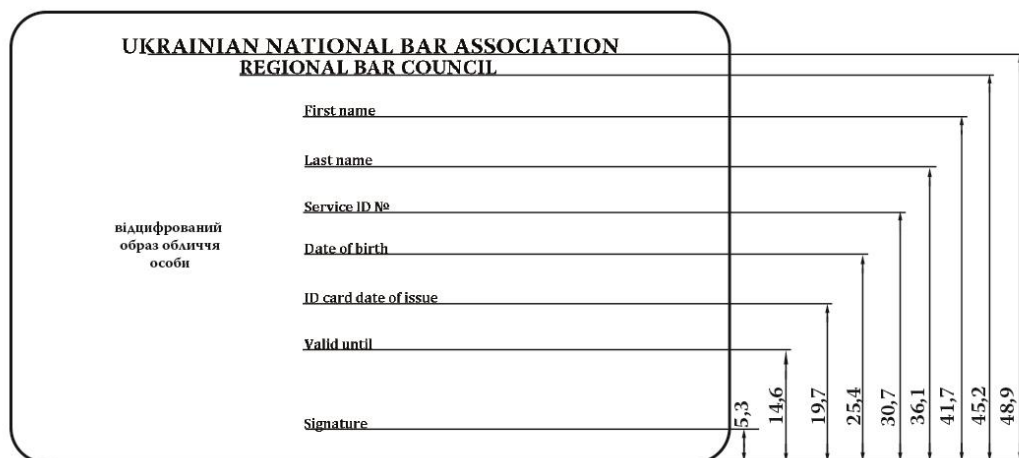 UKRAINIAN NATIONAL BAR ASSOCIATION
REGIONAL BAR COUNCIL
First name
Last name
Service ID №
відцифрований
образ обличчя
особи
Date of birth
ID card date of issue
Valid until
Signature
5,3
14,6
19,7
25,4
30,7
36,1
41,7
45,2
48,9